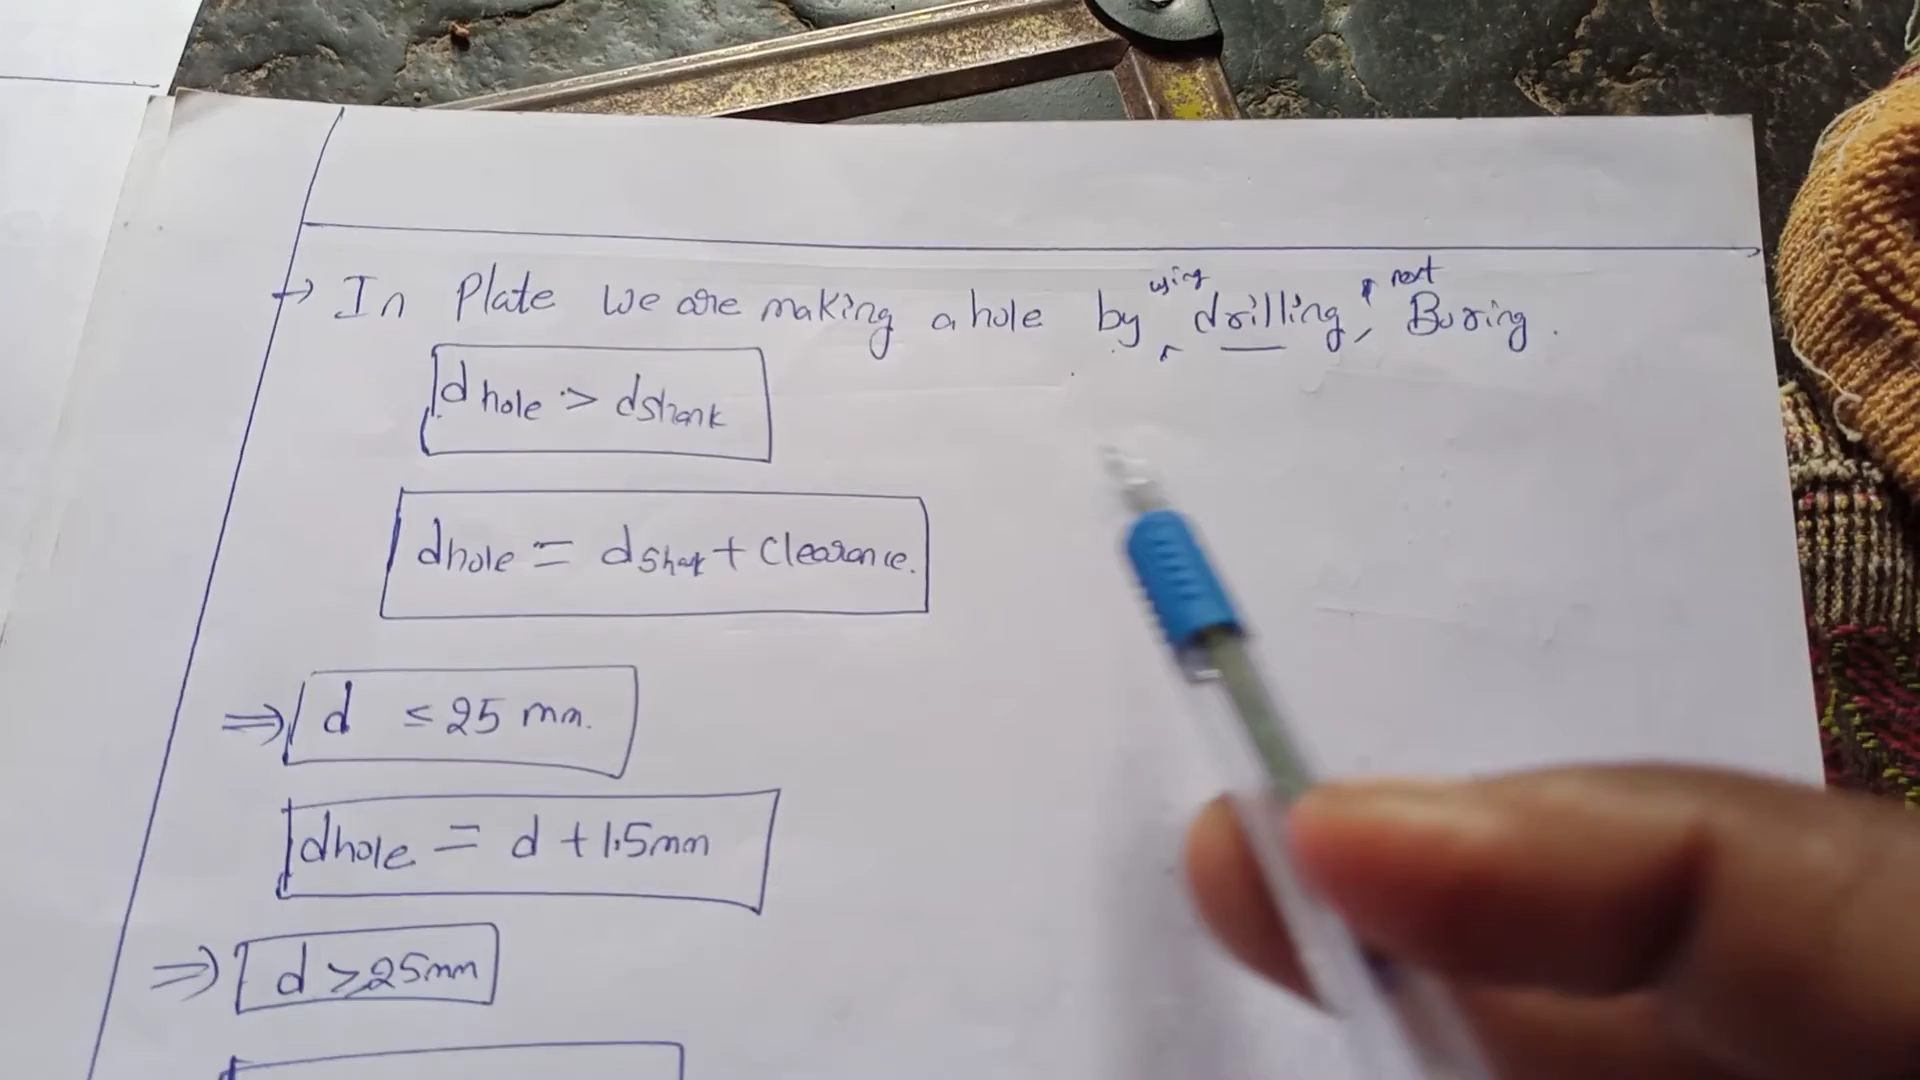 → In Plate we are making a hole by using drilling, & next Boring.
dhole > dshank
dhole = dshak + Clearance.
⇒ d ≤ 25 mm.
dhole = d + 1.5mm
⇒ d ≥ 25mm